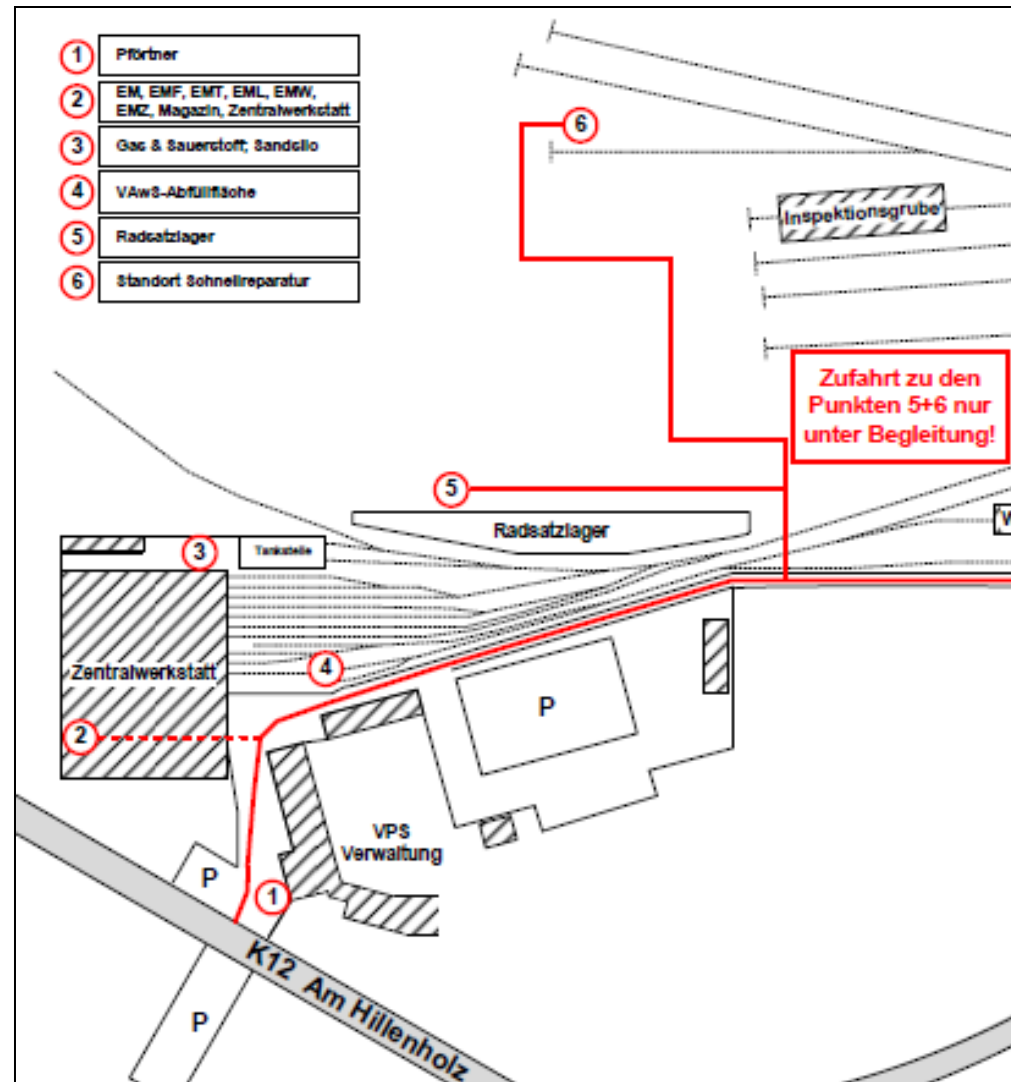 1 Pförtner
2 EM, EMF, EMT, EML, EMW,
EMZ, Magazin, Zentralwerkstatt
3 Gas & Sauerstoff; Sandsilo
4 VAwS-Abfüllfläche
5 Radsatzlager
6 Standort Schnellreparatur
6
Inspektionsgrube
Zufahrt zu den
Punkten 5+6 nur
unter Begleitung!
5
Radsatzlager
W
3
Tankstelle
Zentralwerkstatt
4
P
2
VPS
Verwaltung
P
1
K12 Am Hillenholz
P